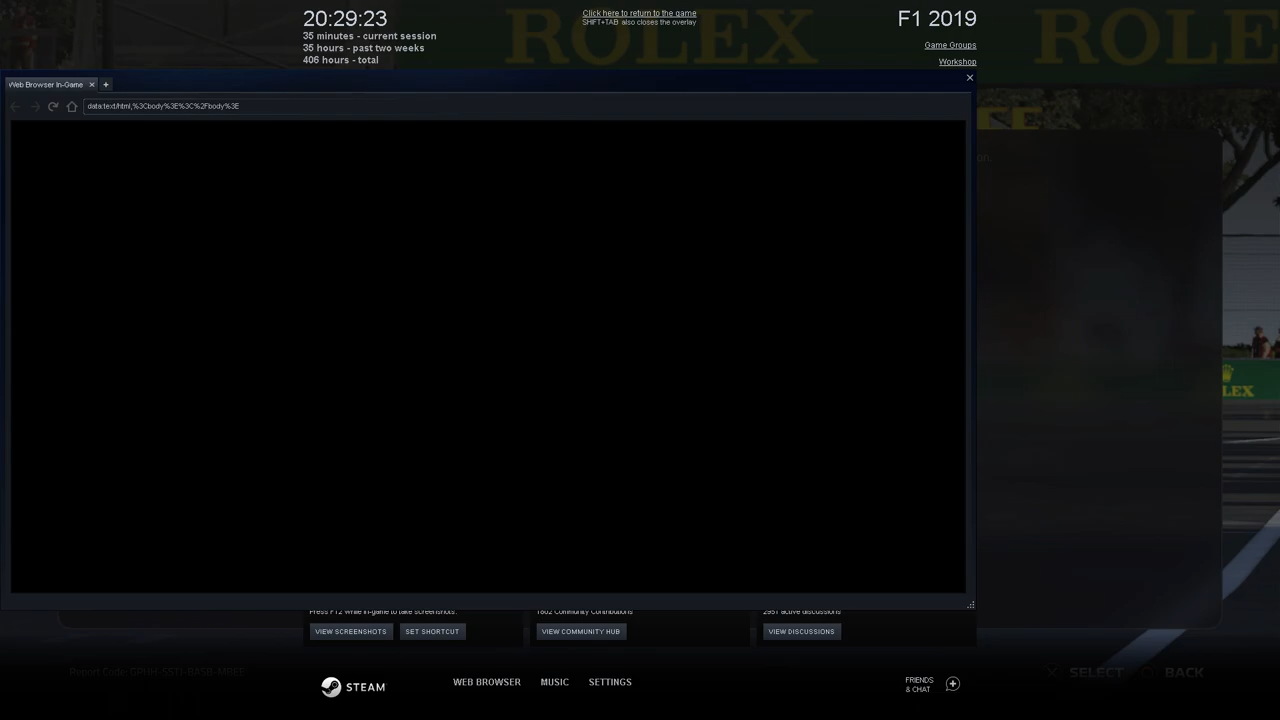 ROLEX
ROLEX
20:29:23
35 minutes - current session
35 hours - past two weeks
406 hours - total
Click here to return to the game
SHIFT+TAB also closes the overlay
F1 2019
Game Groups
Workshop
Web Browser In-Game
data:text/html,%3Cbody%3E%3C%2Fbody%3E
on.
LEX
Press F12 while in-game to take screenshots.
1802 Community Contributions
2951 active discussions
VIEW SCREENSHOTS
SET SHORTCUT
VIEW COMMUNITY HUB
VIEW DISCUSSIONS
SELECT
BACK
STEAM
WEB BROWSER
MUSIC
SETTINGS
FRIENDS
& CHAT